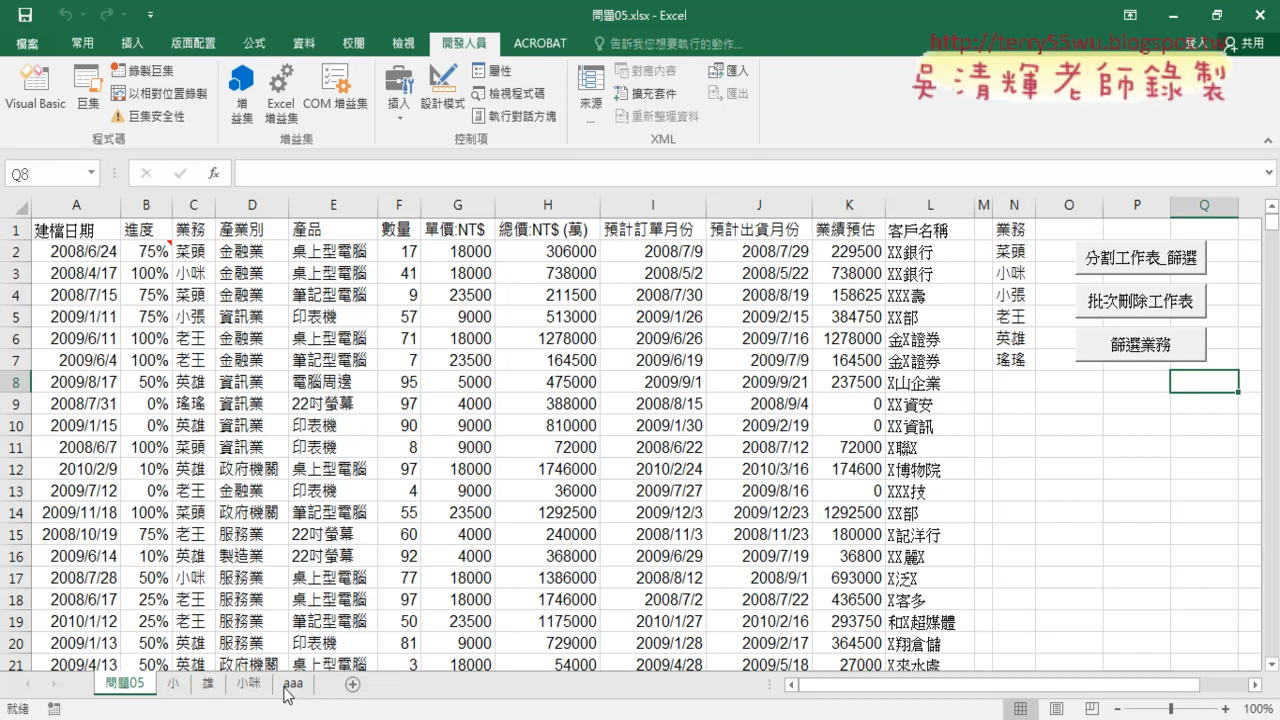 問題05.xlsx - Excel
檔案 常用 插入 版面配置 公式 資料 校閱 檢視 開發人員 ACROBAT 告訴我您想要執行的動作... 登入 共用
http://terry55wu.blogspot.tw
吳清輝老師錄製
Visual Basic 巨集 錄製巨集 以相對位置錄製 巨集安全性 程式碼
增益集 Excel 增益集 COM 增益集 增益集
插入 設計模式 屬性 檢視程式碼 執行對話方塊 控制項
來源... 對應內容 擴充套件 重新整理資料 匯入 匯出 XML
Q8 fx
A B C D E F G H I J K L M N O P Q
1 建檔日期 進度 業務 產業別 產品 數量 單價:NT$ 總價:NT$ (萬) 預計訂單月份 預計出貨月份 業績預估 客戶名稱 業務
2 2008/6/24 75% 菜頭 金融業 桌上型電腦 17 18000 306000 2008/7/9 2008/7/29 229500 XX銀行 菜頭 分割工作表_篩選
3 2008/4/17 100% 小咪 金融業 桌上型電腦 41 18000 738000 2008/5/2 2008/5/22 738000 XX銀行 小咪
4 2008/7/15 75% 菜頭 金融業 筆記型電腦 9 23500 211500 2008/7/30 2008/8/19 158625 XXX壽 小張 批次刪除工作表
5 2009/1/11 75% 小張 資訊業 印表機 57 9000 513000 2009/1/26 2009/2/15 384750 XX部 老王
6 2009/6/11 100% 老王 金融業 桌上型電腦 71 18000 1278000 2009/6/26 2009/7/16 1278000 金X證券 英雄 篩選業務
7 2009/6/4 100% 老王 金融業 筆記型電腦 7 23500 164500 2009/6/19 2009/7/9 164500 金X證券 瑤瑤
8 2009/8/17 50% 英雄 資訊業 電腦周邊 95 5000 475000 2009/9/1 2009/9/21 237500 X山企業
9 2008/7/31 0% 瑤瑤 資訊業 22吋螢幕 97 4000 388000 2008/8/15 2008/9/4 0 XX資安
10 2009/1/15 0% 英雄 資訊業 印表機 90 9000 810000 2009/1/30 2009/2/19 0 XX資訊
11 2008/6/7 100% 菜頭 資訊業 印表機 8 9000 72000 2008/6/22 2008/7/12 72000 X聯X
12 2010/2/9 10% 英雄 政府機關 桌上型電腦 97 18000 1746000 2010/2/24 2010/3/16 174600 X博物院
13 2009/7/12 0% 老王 金融業 印表機 4 9000 36000 2009/7/27 2009/8/16 0 XXX技
14 2009/11/18 100% 菜頭 政府機關 筆記型電腦 55 23500 1292500 2009/12/3 2009/12/23 1292500 XX部
15 2008/10/19 75% 老王 服務業 22吋螢幕 60 4000 240000 2008/11/3 2008/11/23 180000 X記洋行
16 2009/6/14 10% 英雄 製造業 22吋螢幕 92 4000 368000 2009/6/29 2009/7/19 36800 XX麗X
17 2008/7/28 50% 小咪 服務業 桌上型電腦 77 18000 1386000 2008/8/12 2008/9/1 693000 X泛X
18 2008/6/17 25% 老王 服務業 桌上型電腦 97 18000 1746000 2008/7/2 2008/7/22 436500 X客多
19 2010/1/12 25% 老王 服務業 筆記型電腦 50 23500 1175000 2010/1/27 2010/2/16 293750 和X超媒體
20 2009/1/13 50% 英雄 服務業 印表機 81 9000 729000 2009/1/28 2009/2/17 364500 X翔倉儲
21 2009/4/13 50% 英雄 政府機關 桌上型電腦 3 18000 54000 2009/4/28 2009/5/18 27000 X來水處
問題05 小 雄 小咪 aaa
就緒 100%